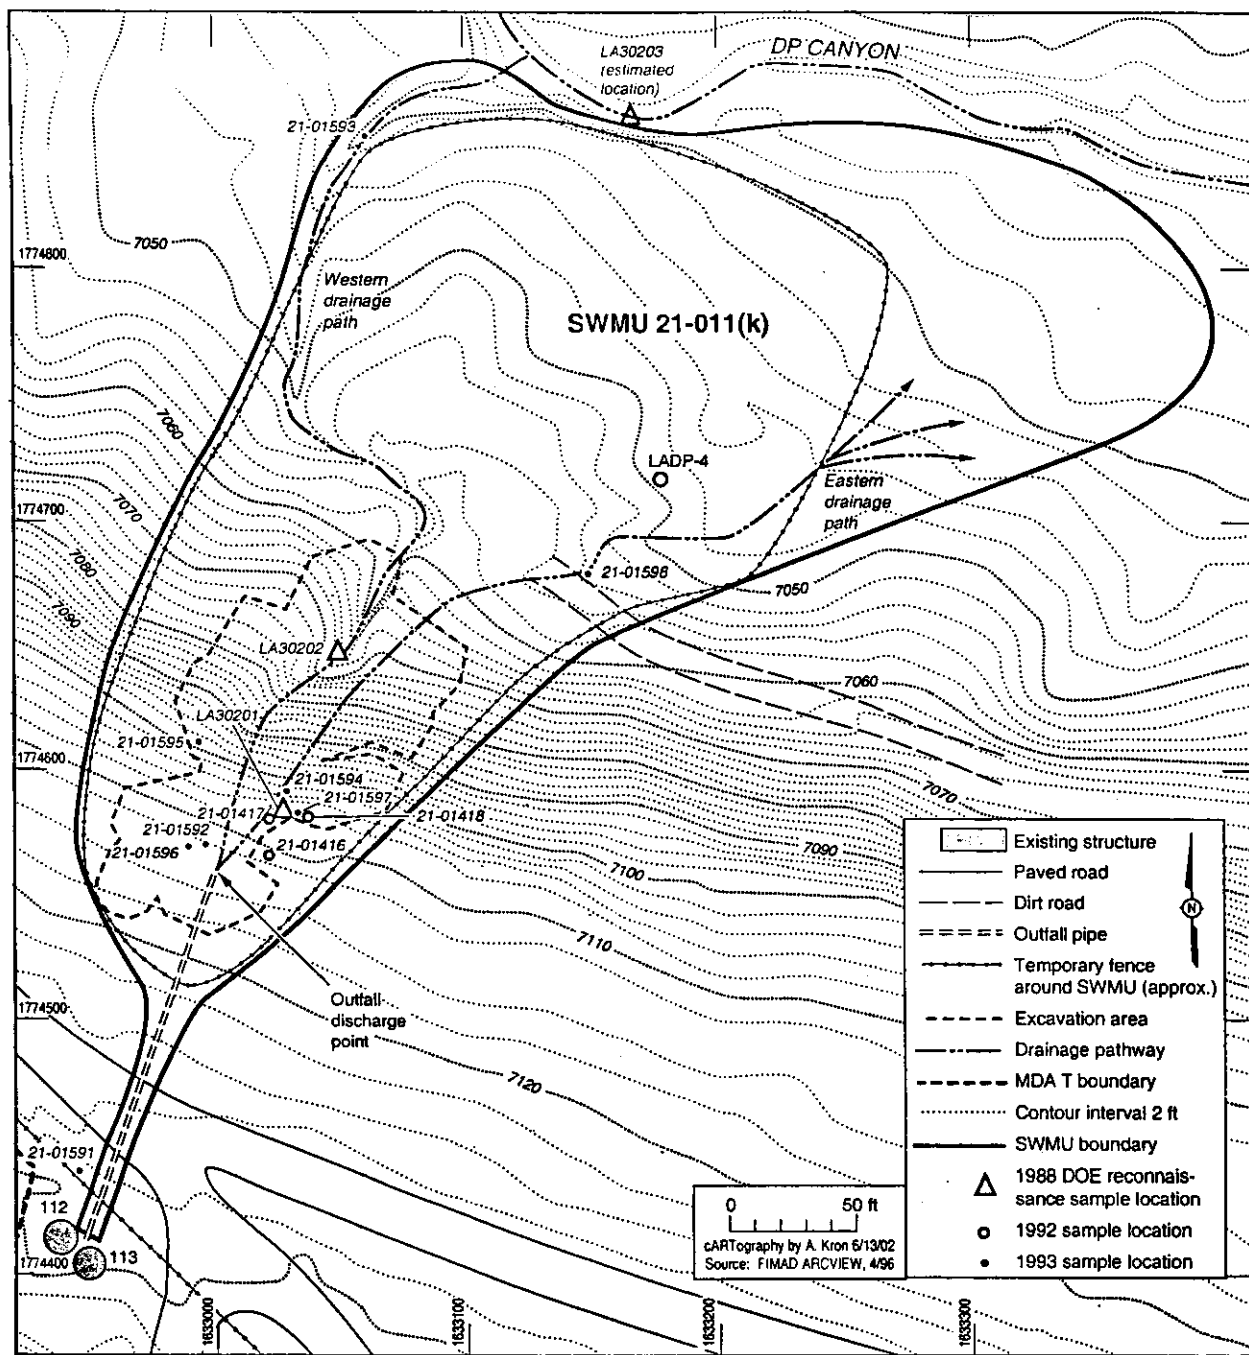 LA30203
(estimated
location)
DP CANYON
21-01593
7050
1774800
Western
drainage
path
SWMU 21-011(k)
7060
LADP-4
Eastern
drainage
path
7070
1774700
7080
21-01598
7050
7090
LA30202
7060
LA30201
21-01595
1774600
21-01594
21-01597
7070
21-01417
21-01418
21-01592
21-01416
21-01596
7090
7100
7110
Outfall
discharge
point
1774500
7120
21-01591
112
113
1774400
1633000
1633100
1633200
1633300
0 50 ft
cARTography by A. Kron 6/13/02
Source: FIMAD ARCVIEW, 4/96
Existing structure
Paved road
Dirt road
Outfall pipe
Temporary fence
around SWMU (approx.)
Excavation area
Drainage pathway
MDA T boundary
Contour interval 2 ft
SWMU boundary
1988 DOE reconnais-
sance sample location
1992 sample location
1993 sample location
N